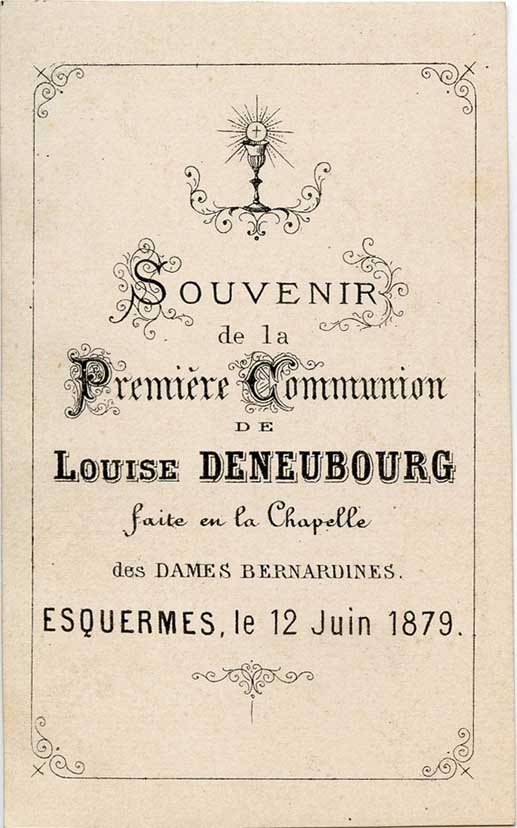 SOUVENIR
de la
Première Communion
DE
LOUISE DENEUBOURG
faite en la Chapelle
des DAMES BERNARDINES.
ESQUERMES, le 12 Juin 1879.